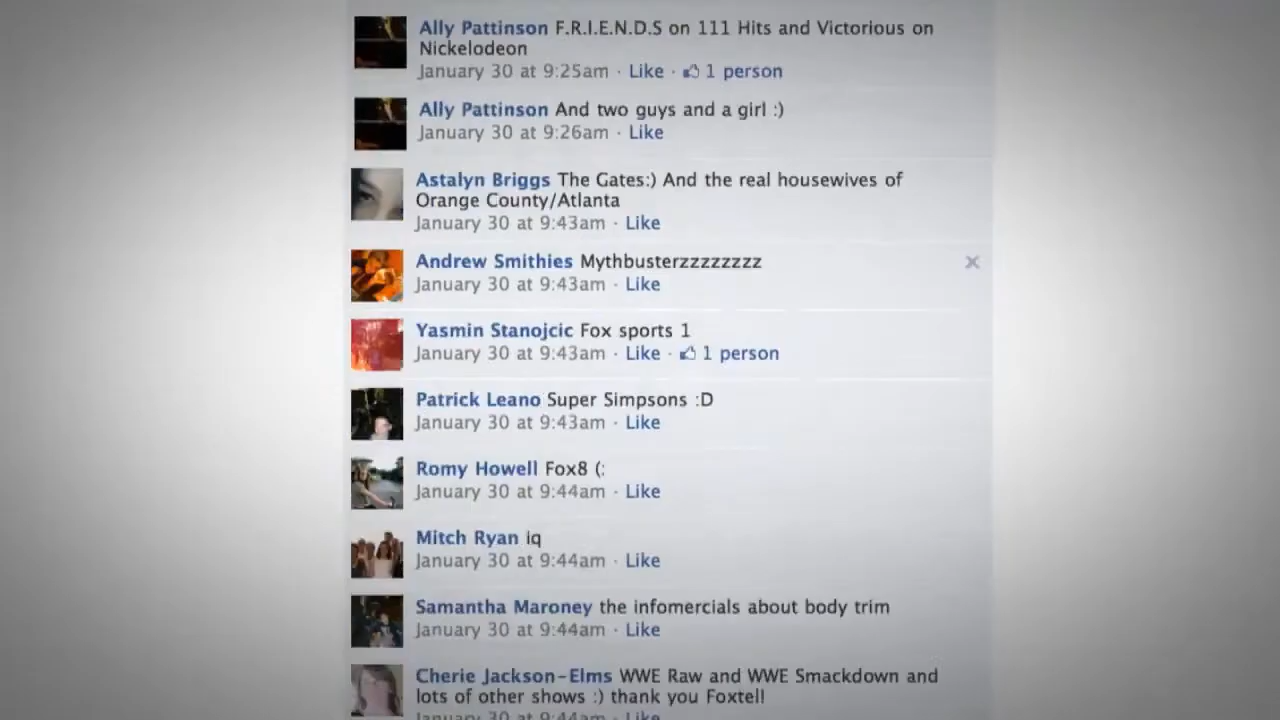 Ally Pattinson F.R.I.E.N.D.S on 111 Hits and Victorious on
Nickelodeon
January 30 at 9:25am · Like · 1 person
Ally Pattinson And two guys and a girl :)
January 30 at 9:26am · Like
Astalyn Briggs The Gates:) And the real housewives of
Orange County/Atlanta
January 30 at 9:43am · Like
Andrew Smithies Mythbusterzzzzzzzz
January 30 at 9:43am · Like
Yasmin Stanojcic Fox sports 1
January 30 at 9:43am · Like · 1 person
Patrick Leano Super Simpsons :D
January 30 at 9:43am · Like
Romy Howell Fox8 (:
January 30 at 9:44am · Like
Mitch Ryan iq
January 30 at 9:44am · Like
Samantha Maroney the infomercials about body trim
January 30 at 9:44am · Like
Cherie Jackson-Elms WWE Raw and WWE Smackdown and
lots of other shows :) thank you Foxtel!
January 30 at 9:44am · Like